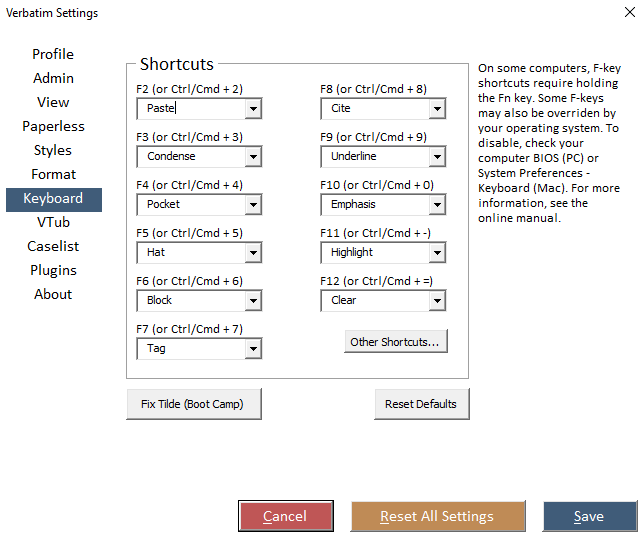 Verbatim Settings
Profile
Admin
View
Paperless
Styles
Format
Keyboard
VTub
Caselist
Plugins
About
Shortcuts
F2 (or Ctrl/Cmd + 2)
Paste
F3 (or Ctrl/Cmd + 3)
Condense
F4 (or Ctrl/Cmd + 4)
Pocket
F5 (or Ctrl/Cmd + 5)
Hat
F6 (or Ctrl/Cmd + 6)
Block
F7 (or Ctrl/Cmd + 7)
Tag
F8 (or Ctrl/Cmd + 8)
Cite
F9 (or Ctrl/Cmd + 9)
Underline
F10 (or Ctrl/Cmd + 0)
Emphasis
F11 (or Ctrl/Cmd + -)
Highlight
F12 (or Ctrl/Cmd + =)
Clear
Other Shortcuts...
Fix Tilde (Boot Camp)
Reset Defaults
On some computers, F-key
shortcuts require holding
the Fn key. Some F-keys
may also be overriden by
your operating system. To
disable, check your
computer BIOS (PC) or
System Preferences -
Keyboard (Mac). For more
information, see the
online manual.
Cancel
Reset All Settings
Save